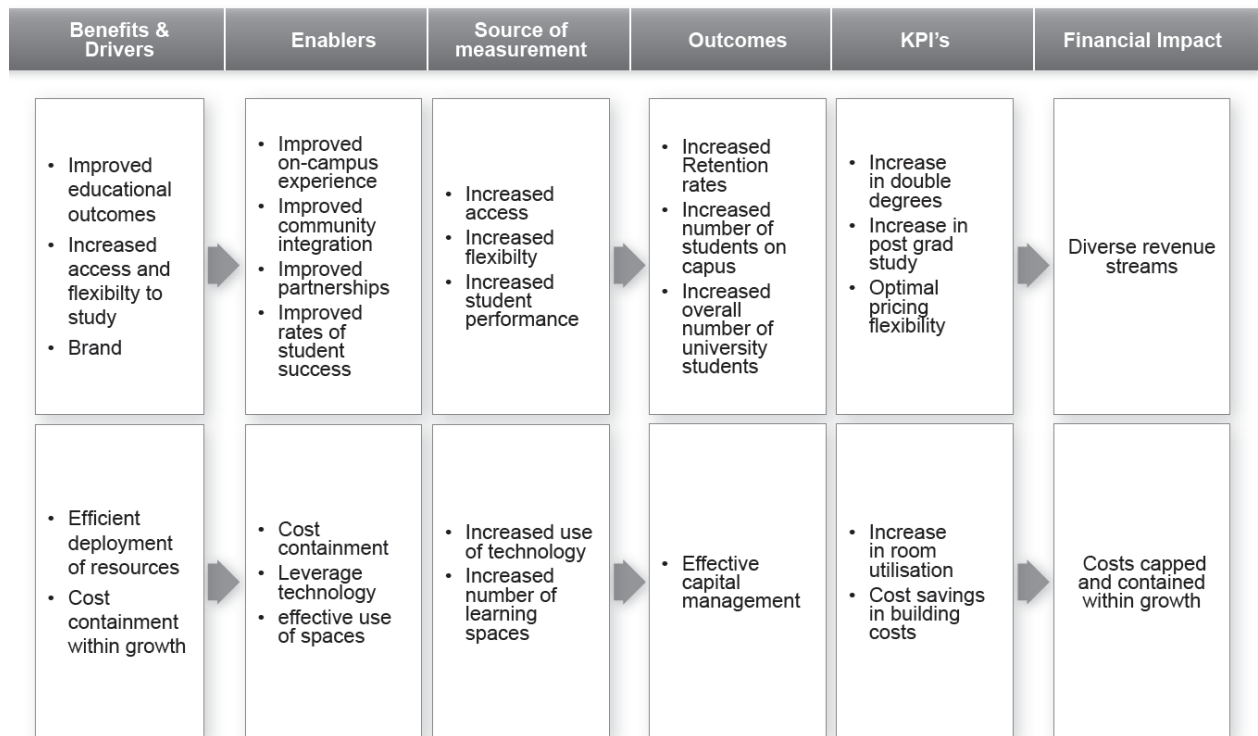 Benefits &
Drivers
Enablers
Source of
measurement
Outcomes
KPI's
Financial Impact
• Improved
educational
outcomes
• Increased
access and
flexibilty to
study
• Brand
• Improved
on-campus
experience
• Improved
community
integration
• Improved
partnerships
• Improved
rates of
student
success
• Increased
access
• Increased
flexibilty
• Increased
student
performance
• Increased
Retention
rates
• Increased
number of
students on
capus
• Increased
overall
number of
university
students
• Increase
in double
degrees
• Increase in
post grad
study
• Optimal
pricing
flexibility
Diverse revenue
streams
• Efficient
deployment
of resources
• Cost
containment
within growth
• Cost
containment
• Leverage
technology
• effective use
of spaces
• Increased use
of technology
• Increased
number of
learning
spaces
• Effective
capital
management
• Increase
in room
utilisation
• Cost savings
in building
costs
Costs capped
and contained
within growth